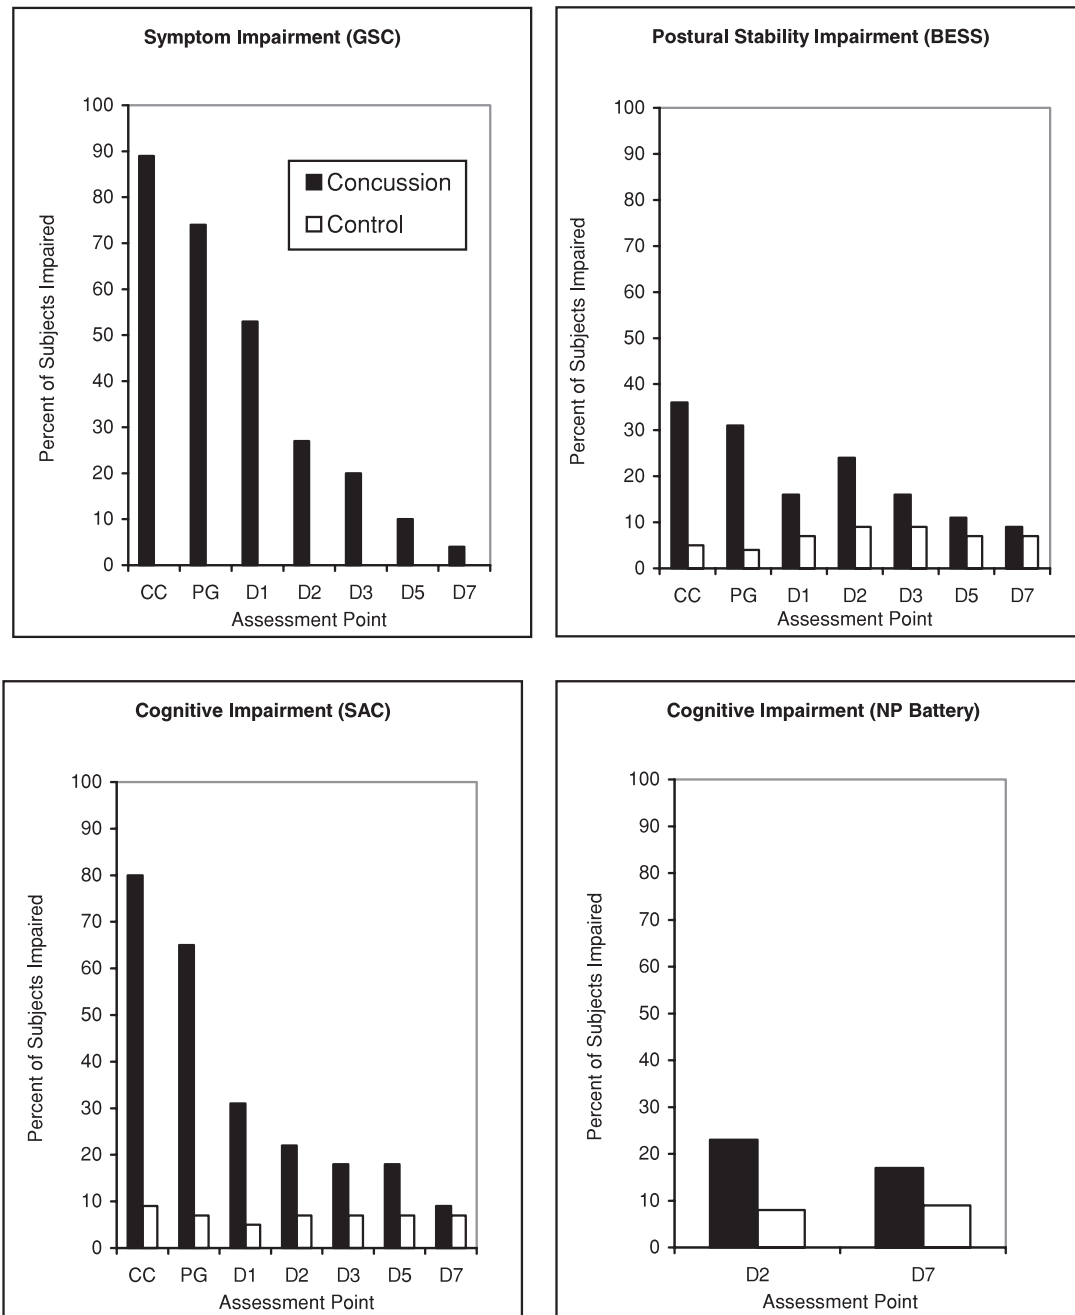 Symptom Impairment (GSC)
100
90
80
70
60
50
40
30
20
10
0
Percent of Subjects Impaired
Concussion
Control
CC PG D1 D2 D3 D5 D7
Assessment Point
Postural Stability Impairment (BESS)
100
90
80
70
60
50
40
30
20
10
0
Percent of Subjects Impaired
CC PG D1 D2 D3 D5 D7
Assessment Point
Cognitive Impairment (SAC)
100
90
80
70
60
50
40
30
20
10
0
Percent of Subjects Impaired
CC PG D1 D2 D3 D5 D7
Assessment Point
Cognitive Impairment (NP Battery)
100
90
80
70
60
50
40
30
20
10
0
Percent of Subjects Impaired
D2 D7
Assessment Point